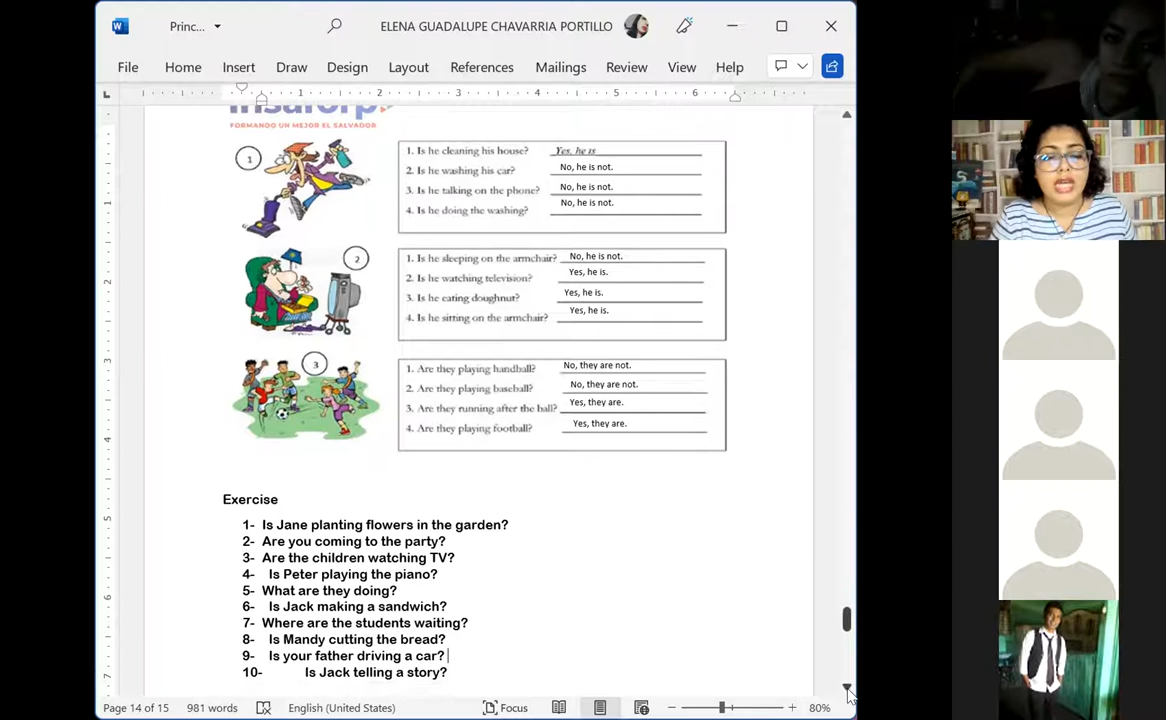 Princ...
ELENA GUADALUPE CHAVARRIA PORTILLO
File Home Insert Draw Design Layout References Mailings Review View Help
1 2 3 4 5 6
FORMANDO UN MEJOR EL SALVADOR
1
1. Is he cleaning his house? Yes, he is
2. Is he washing his car? No, he is not.
3. Is he talking on the phone? No, he is not.
4. Is he doing the washing? No, he is not.
2
1. Is he sleeping on the armchair? No, he is not.
2. Is he watching television? Yes, he is.
3. Is he eating doughnut? Yes, he is.
4. Is he sitting on the armchair? Yes, he is.
3
1. Are they playing handball? No, they are not.
2. Are they playing baseball? No, they are not.
3. Are they running after the ball? Yes, they are.
4. Are they playing football? Yes, they are.
Exercise
1- Is Jane planting flowers in the garden?
2- Are you coming to the party?
3- Are the children watching TV?
4- Is Peter playing the piano?
5- What are they doing?
6- Is Jack making a sandwich?
7- Where are the students waiting?
8- Is Mandy cutting the bread?
9- Is your father driving a car?
10- Is Jack telling a story?
Page 14 of 15 981 words English (United States) Focus 80%